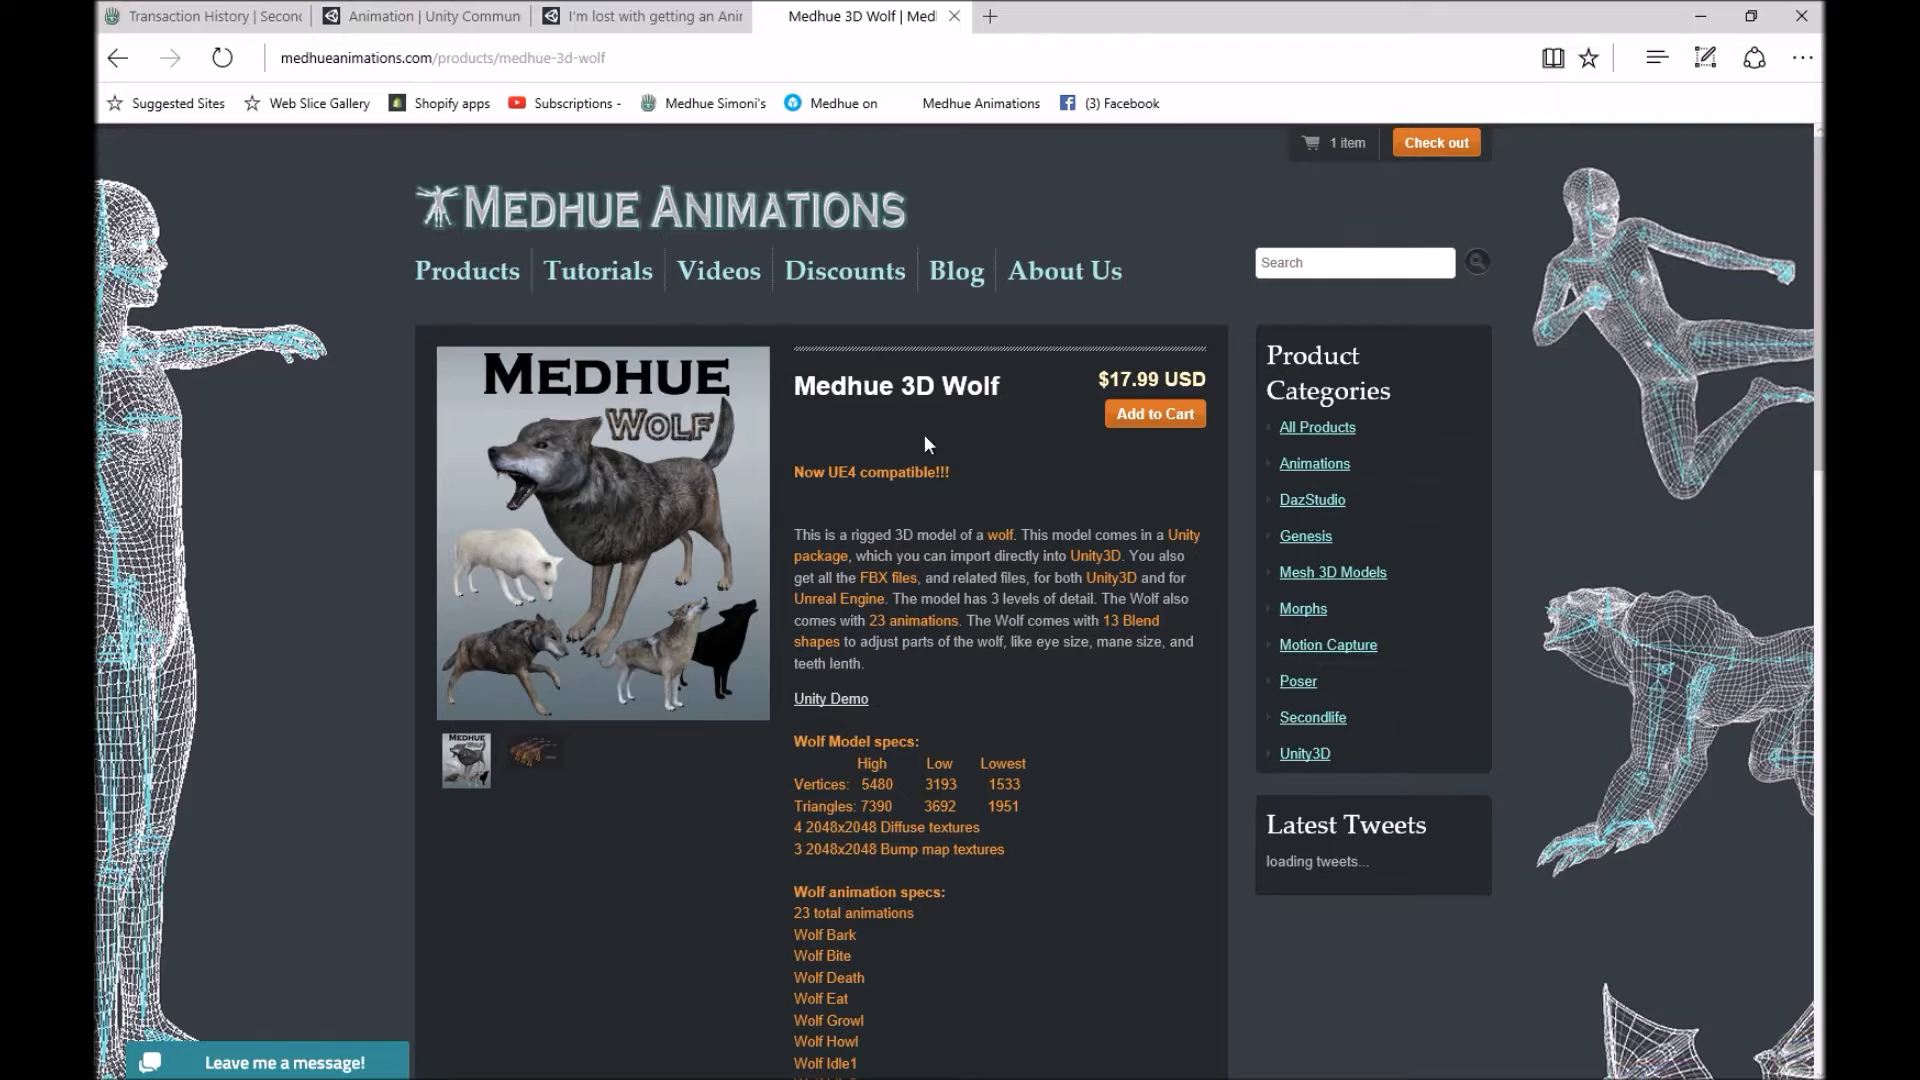 Transaction History | Secon
Animation | Unity Commun
I'm lost with getting an Anir
Medhue 3D Wolf | Med
medhueanimations.com/products/medhue-3d-wolf
Suggested Sites
Web Slice Gallery
Shopify apps
Subscriptions -
Medhue Simoni's
Medhue on
Medhue Animations
(3) Facebook
1 item
Check out
MEDHUE ANIMATIONS
Products
Tutorials
Videos
Discounts
Blog
About Us
Search
MEDHUE
WOLF
Medhue 3D Wolf
$17.99 USD
Add to Cart
Now UE4 compatible!!!
This is a rigged 3D model of a wolf. This model comes in a Unity
package, which you can import directly into Unity3D. You also
get all the FBX files, and related files, for both Unity3D and for
Unreal Engine. The model has 3 levels of detail. The Wolf also
comes with 23 animations. The Wolf comes with 13 Blend
shapes to adjust parts of the wolf, like eye size, mane size, and
teeth lenth.
Unity Demo
Wolf Model specs:
High Low Lowest
Vertices: 5480 3193 1533
Triangles: 7390 3692 1951
4 2048x2048 Diffuse textures
3 2048x2048 Bump map textures
Wolf animation specs:
23 total animations
Wolf Bark
Wolf Bite
Wolf Death
Wolf Eat
Wolf Growl
Wolf Howl
Wolf Idle1
Product
Categories
All Products
Animations
DazStudio
Genesis
Mesh 3D Models
Morphs
Motion Capture
Poser
Secondlife
Unity3D
Latest Tweets
loading tweets...
MEDHUE
Leave me a message!